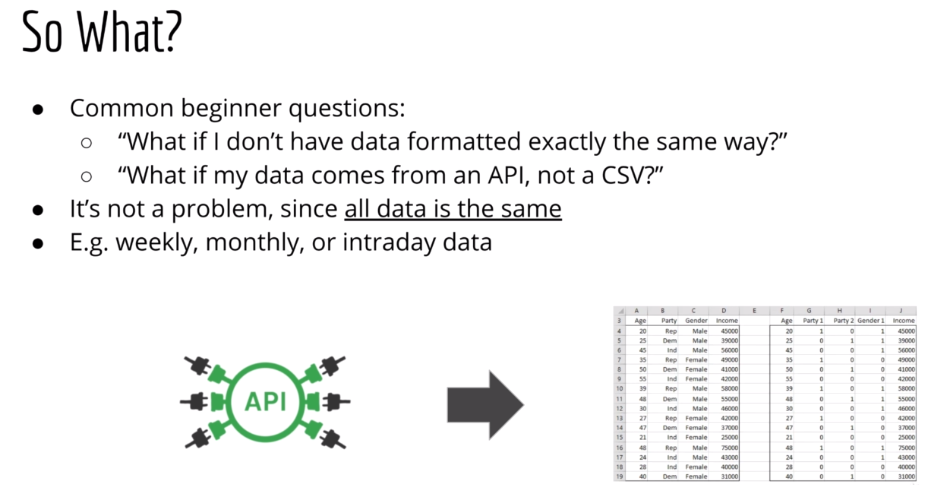 So What?
● Common beginner questions:
○ “What if I don’t have data formatted exactly the same way?”
○ “What if my data comes from an API, not a CSV?”
● It’s not a problem, since all data is the same
● E.g. weekly, monthly, or intraday data
API
A B C D E F G H I J
3 Age Party Gender Income Age Party 1 Party 2 Gender 1 Income
4 20 Rep Male 45000 20 1 0 1 45000
5 25 Dem Male 39000 25 0 1 1 39000
6 45 Ind Male 56000 45 0 0 1 56000
7 35 Rep Female 49000 35 1 0 0 49000
8 50 Dem Female 41000 50 0 1 0 41000
9 55 Ind Female 42000 55 0 0 0 42000
10 39 Rep Male 58000 39 1 0 1 58000
11 48 Dem Male 55000 48 0 1 1 55000
12 30 Ind Male 46000 30 0 0 1 46000
13 27 Rep Female 42000 27 1 0 0 42000
14 47 Dem Female 37000 47 0 1 0 37000
15 21 Ind Female 25000 21 0 0 0 25000
16 48 Rep Male 75000 48 1 0 1 75000
17 24 Ind Male 43000 24 0 0 1 43000
18 28 Ind Female 40000 28 0 0 0 40000
19 40 Dem Female 31000 40 0 1 0 31000